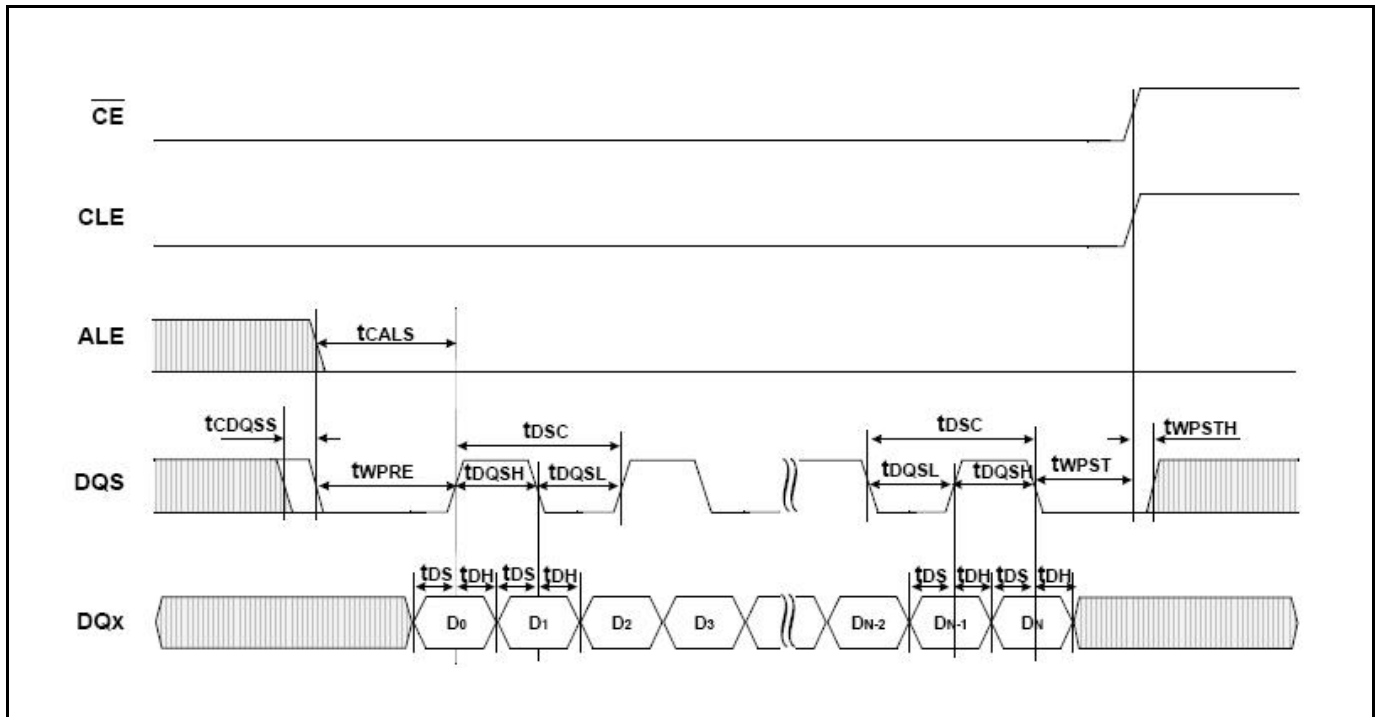 CE
CLE
ALE
tCALS
tCDQSS
tDSC
tDSC
tWPSTH
DQS
tWPRE
tDQSH
tDQSL
tDQSL
tDQSH
tWPST
tDS
tDH
tDS
tDH
tDS
tDH
tDS
tDH
DQx
D0
D1
D2
D3
DN-2
DN-1
DN